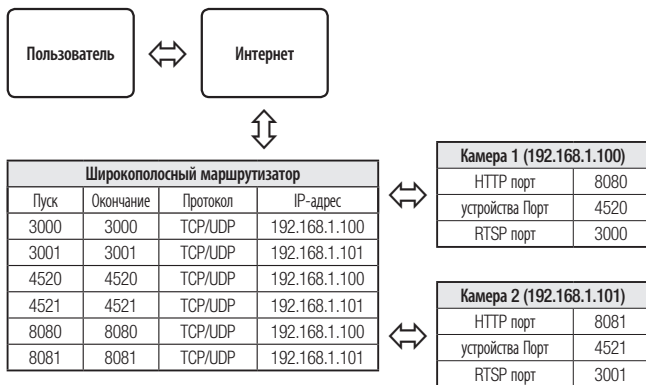 Пользователь
Интернет
Широкополосный маршрутизатор
Пуск Окончание Протокол IP-адрес
3000 3000 TCP/UDP 192.168.1.100
3001 3001 TCP/UDP 192.168.1.101
4520 4520 TCP/UDP 192.168.1.100
4521 4521 TCP/UDP 192.168.1.101
8080 8080 TCP/UDP 192.168.1.100
8081 8081 TCP/UDP 192.168.1.101
Камера 1 (192.168.1.100)
HTTP порт 8080
устройства Порт 4520
RTSP порт 3000
Камера 2 (192.168.1.101)
HTTP порт 8081
устройства Порт 4521
RTSP порт 3001